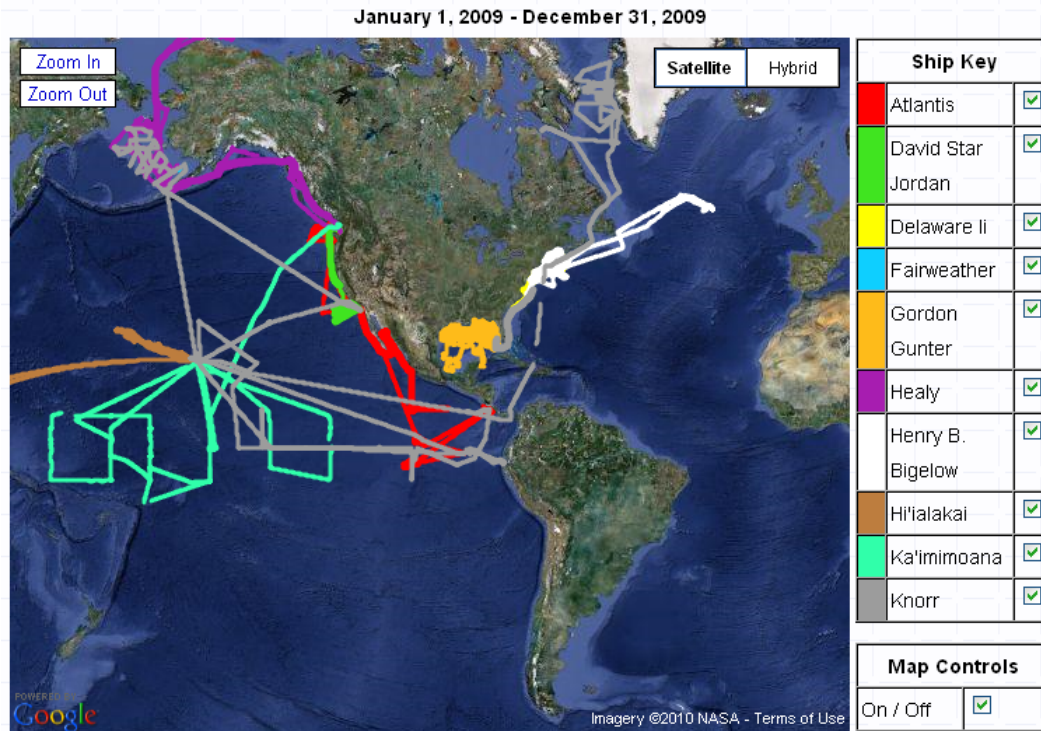 January 1, 2009 - December 31, 2009
Zoom In
Zoom Out
Satellite
Hybrid
Ship Key
Atlantis
David Star
Jordan
Delaware Ii
Fairweather
Gordon
Gunter
Healy
Henry B.
Bigelow
Hi'ialakai
Ka'imimoana
Knorr
Map Controls
On / Off
POWERED BY
Google
Imagery ©2010 NASA - Terms of Use